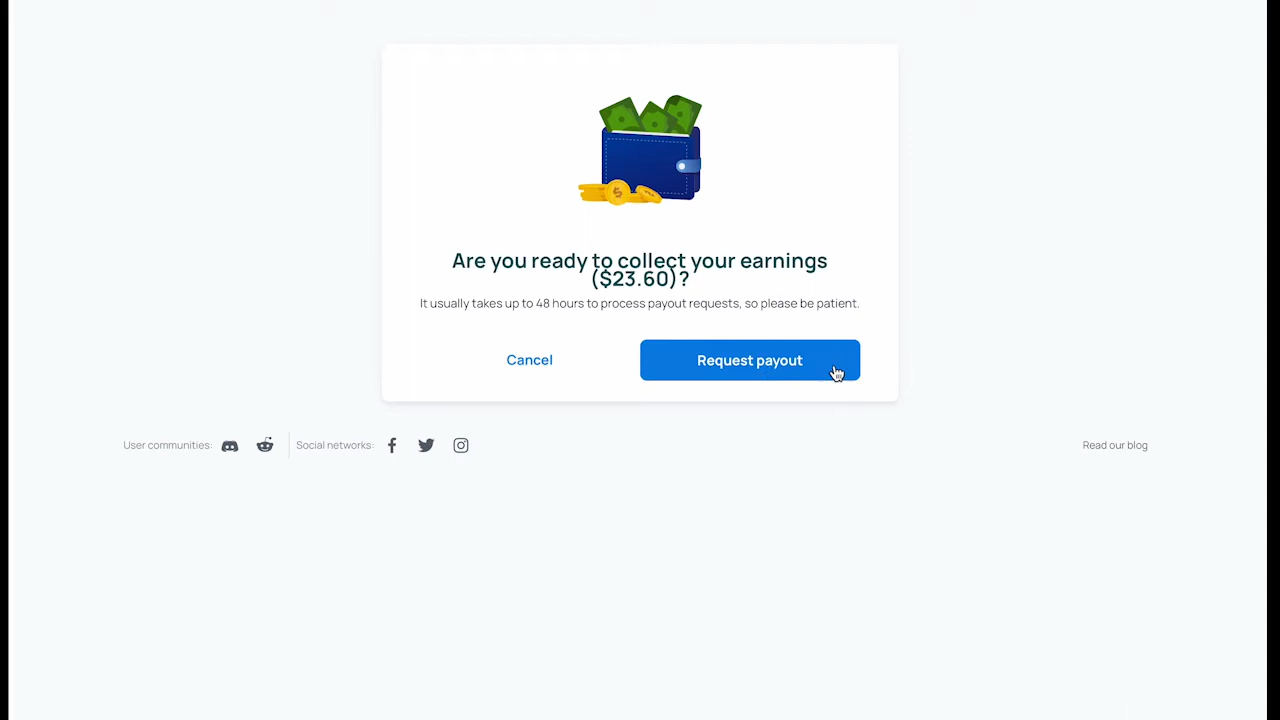 Are you ready to collect your earnings
($23.60)?
It usually takes up to 48 hours to process payout requests, so please be patient.
Cancel
Request payout
User communities:
Social networks:
Read our blog